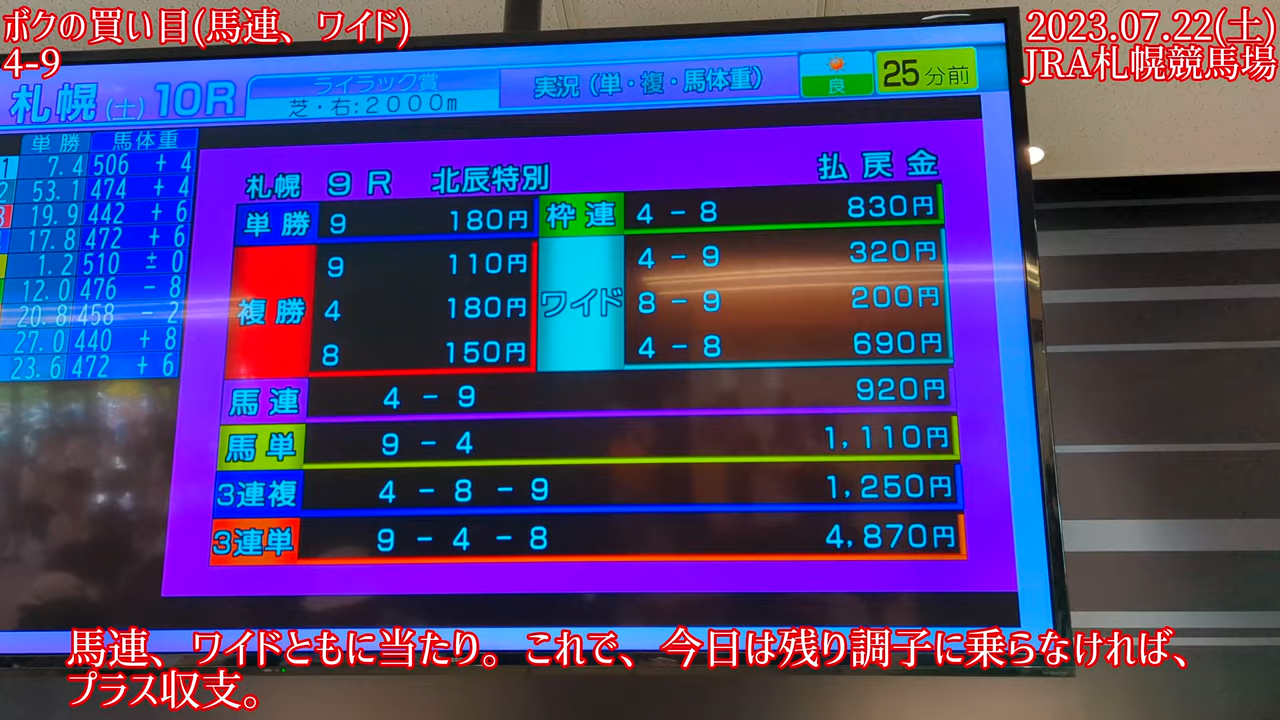 ボクの買い目(馬連、ワイド)
4-9
2023.07.22(土)
JRA札幌競馬場
札幌(土)10R
ライラック賞
芝・右:2000m
実況(単・複・馬体重)
良
25分前
単勝 馬体重
1 7.4 506 + 4
2 53.1 474 + 4
3 19.9 442 + 6
17.8 472 + 6
1.2 510 ± 0
12.0 476 - 8
20.8 458 - 2
27.0 440 + 8
23.6 472 + 6
札幌 9R 北辰特別 払戻金
単勝 9 180円
複勝
9 110円
4 180円
8 150円
枠連 4-8 830円
ワイド
4-9 320円
8-9 200円
4-8 690円
馬連 4-9 920円
馬単 9-4 1,110円
3連複 4-8-9 1,250円
3連単 9-4-8 4,870円
馬連、ワイドともに当たり。これで、今日は残り調子に乗らなければ、
プラス収支。